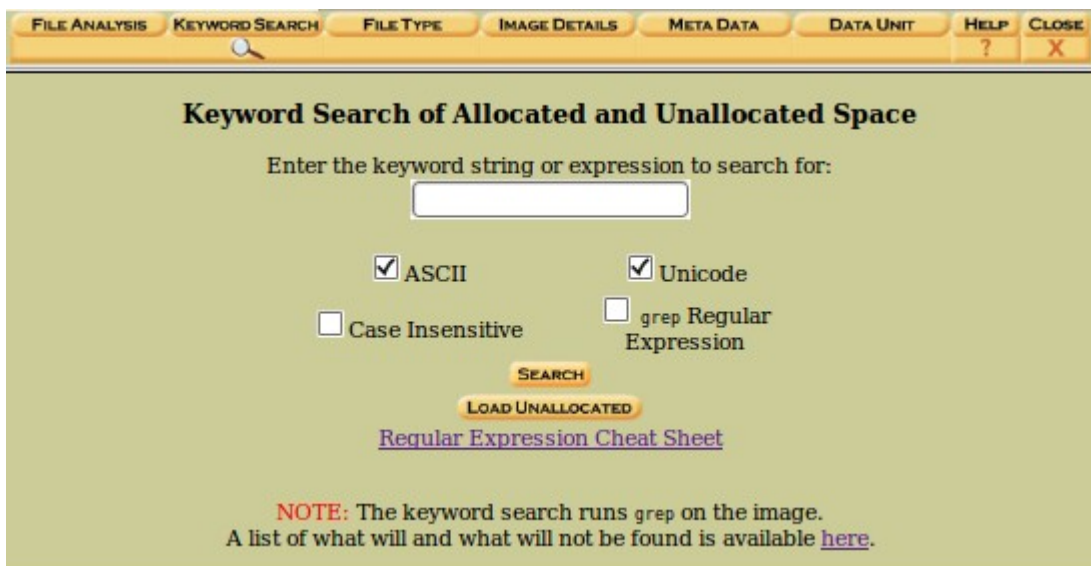 FILE ANALYSIS KEYWORD SEARCH FILE TYPE IMAGE DETAILS META DATA DATA UNIT HELP CLOSE
? X
Keyword Search of Allocated and Unallocated Space
Enter the keyword string or expression to search for:
ASCII Unicode
Case Insensitive grep Regular
Expression
SEARCH
LOAD UNALLOCATED
Regular Expression Cheat Sheet
NOTE: The keyword search runs grep on the image.
A list of what will and what will not be found is available here.